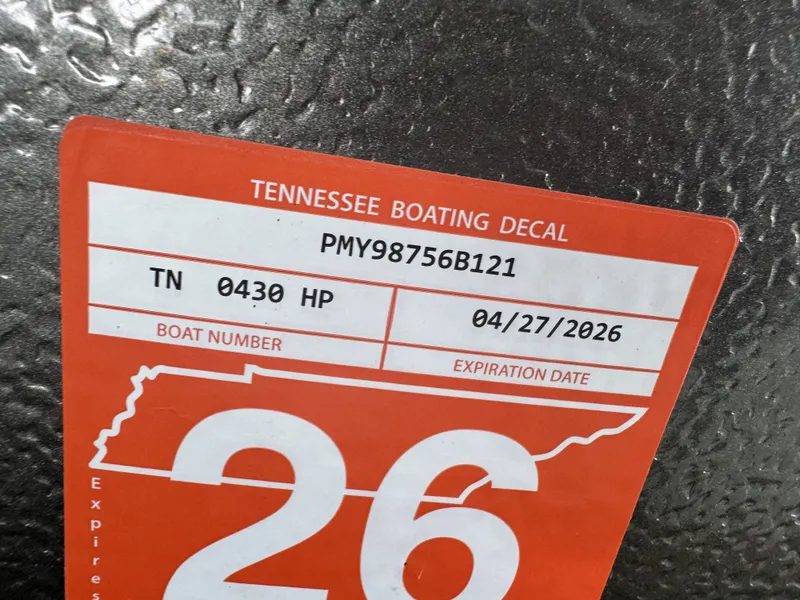 TENNESSEE BOATING DECAL
PMY98756B121
TN 0430 HP
04/27/2026
BOAT NUMBER
EXPIRATION DATE
26
Expires